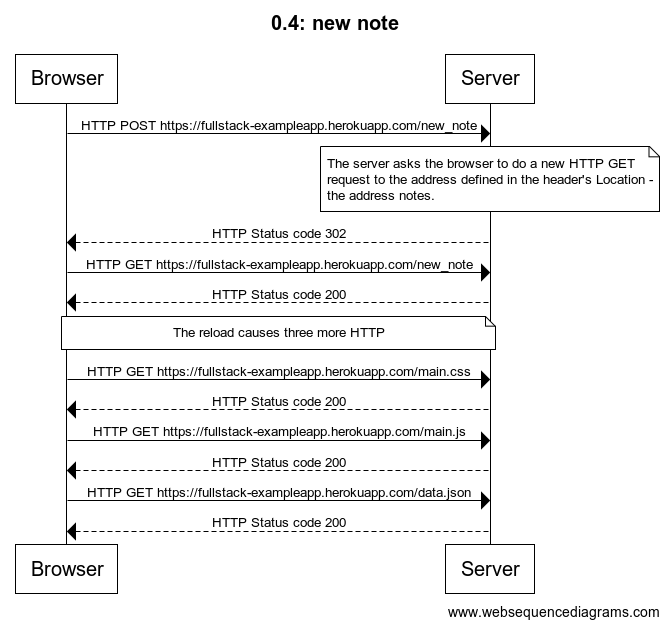 0.4: new note
Browser
Server
HTTP POST https://fullstack-exampleapp.herokuapp.com/new_note
The server asks the browser to do a new HTTP GET
request to the address defined in the header's Location -
the address notes.
HTTP Status code 302
HTTP GET https://fullstack-exampleapp.herokuapp.com/new_note
HTTP Status code 200
The reload causes three more HTTP
HTTP GET https://fullstack-exampleapp.herokuapp.com/main.css
HTTP Status code 200
HTTP GET https://fullstack-exampleapp.herokuapp.com/main.js
HTTP Status code 200
HTTP GET https://fullstack-exampleapp.herokuapp.com/data.json
HTTP Status code 200
Browser
Server
www.websequencediagrams.com